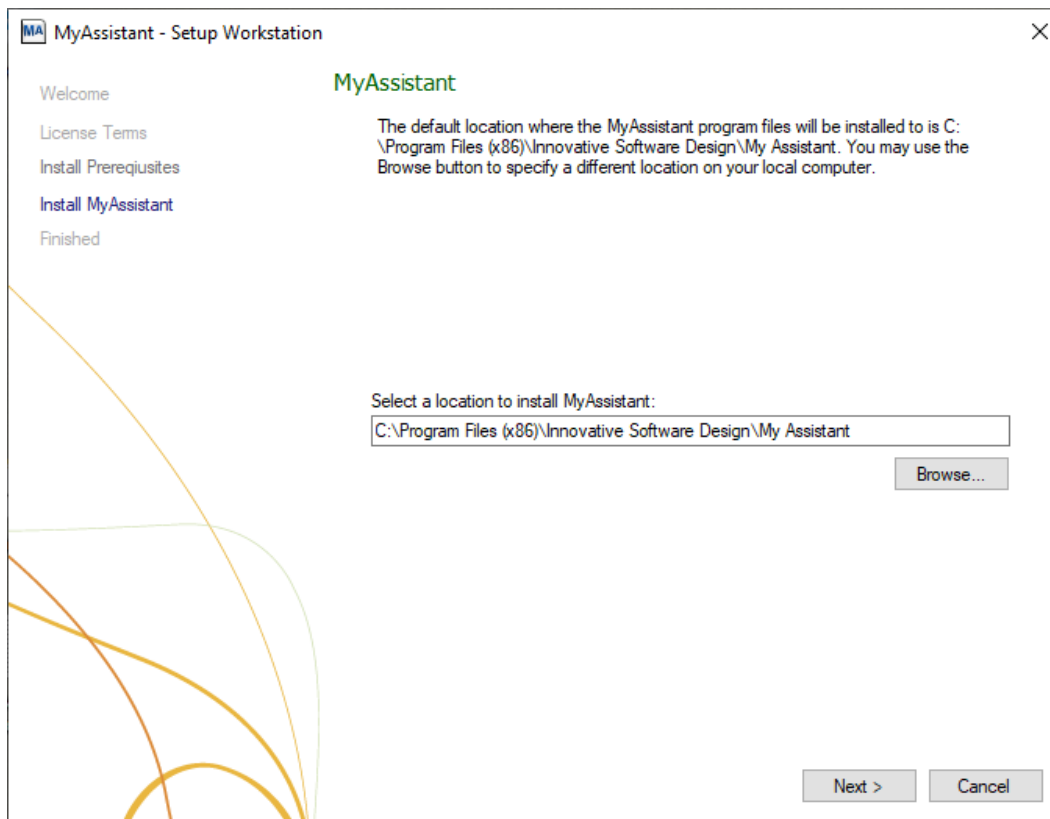 MA MyAssistant - Setup Workstation
Welcome
License Terms
Install Prereqiusites
Install MyAssistant
Finished
MyAssistant
The default location where the MyAssistant program files will be installed to is C:
\Program Files (x86)\Innovative Software Design\My Assistant. You may use the
Browse button to specify a different location on your local computer.
Select a location to install MyAssistant:
C:\Program Files (x86)\Innovative Software Design\My Assistant
Browse...
Next >
Cancel